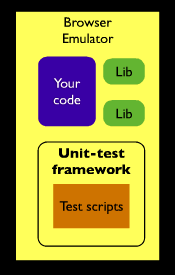 Browser
Emulator
Your
code
Lib
Lib
Unit-test
framework
Test scripts